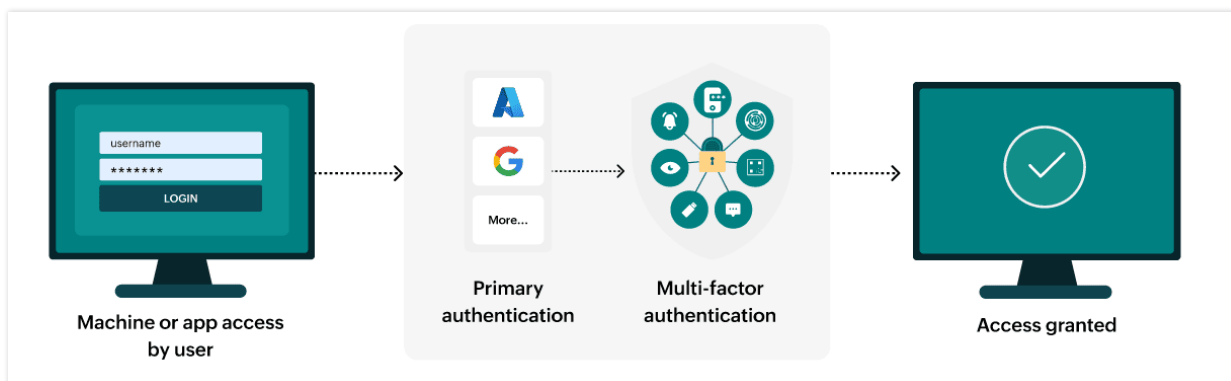 username
*******
LOGIN
Machine or app access
by user
More...
Primary
authentication
Multi-factor
authentication
Access granted